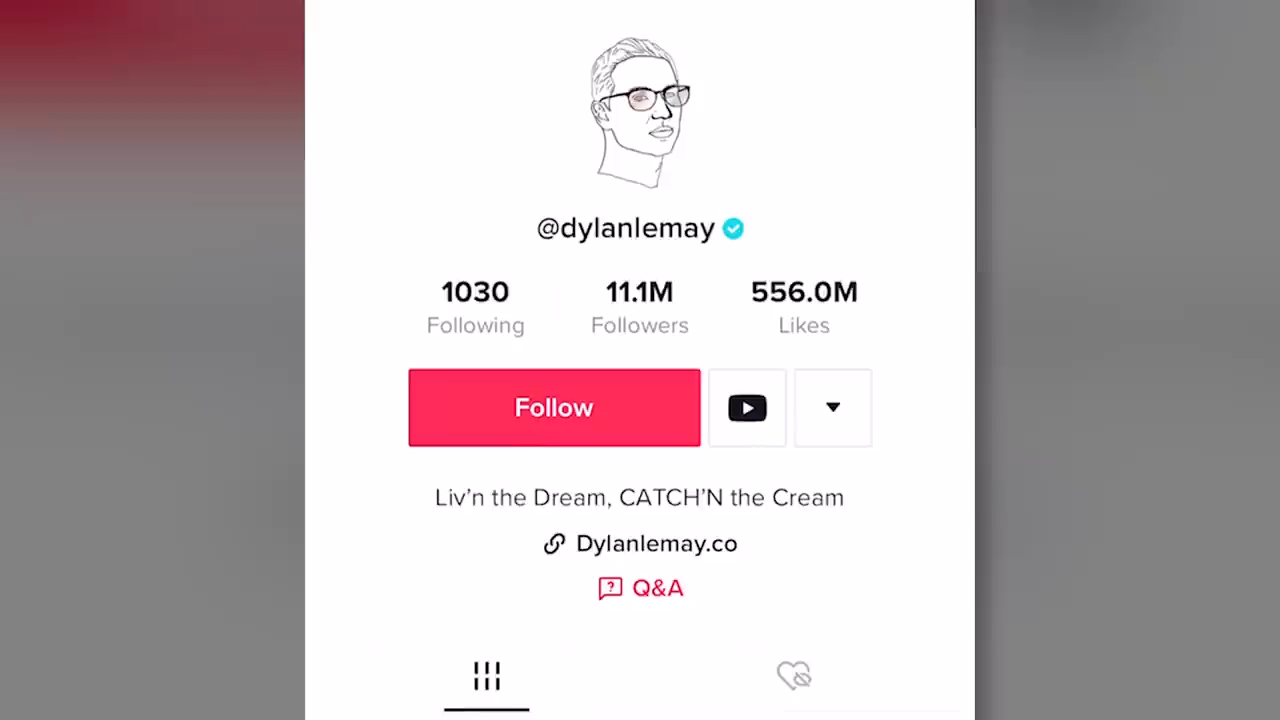 @dylanlemay
1030 11.1M 556.0M
Following Followers Likes
Follow
Liv’n the Dream, CATCH’N the Cream
Dylanlemay.co
? Q&A